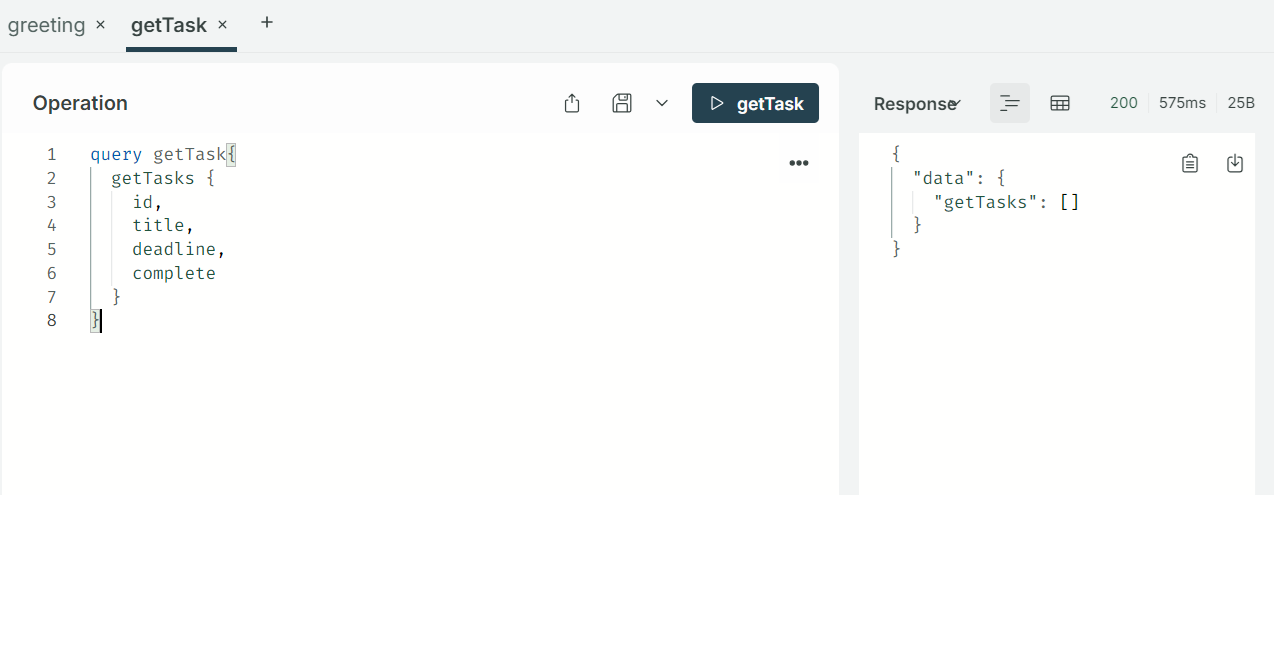 greeting × getTask × +
Operation
getTask
1 query getTask{
2 getTasks {
3 id,
4 title,
5 deadline,
6 complete
7 }
8 }
Response 200 575ms 25B
{
"data": {
"getTasks": []
}
}